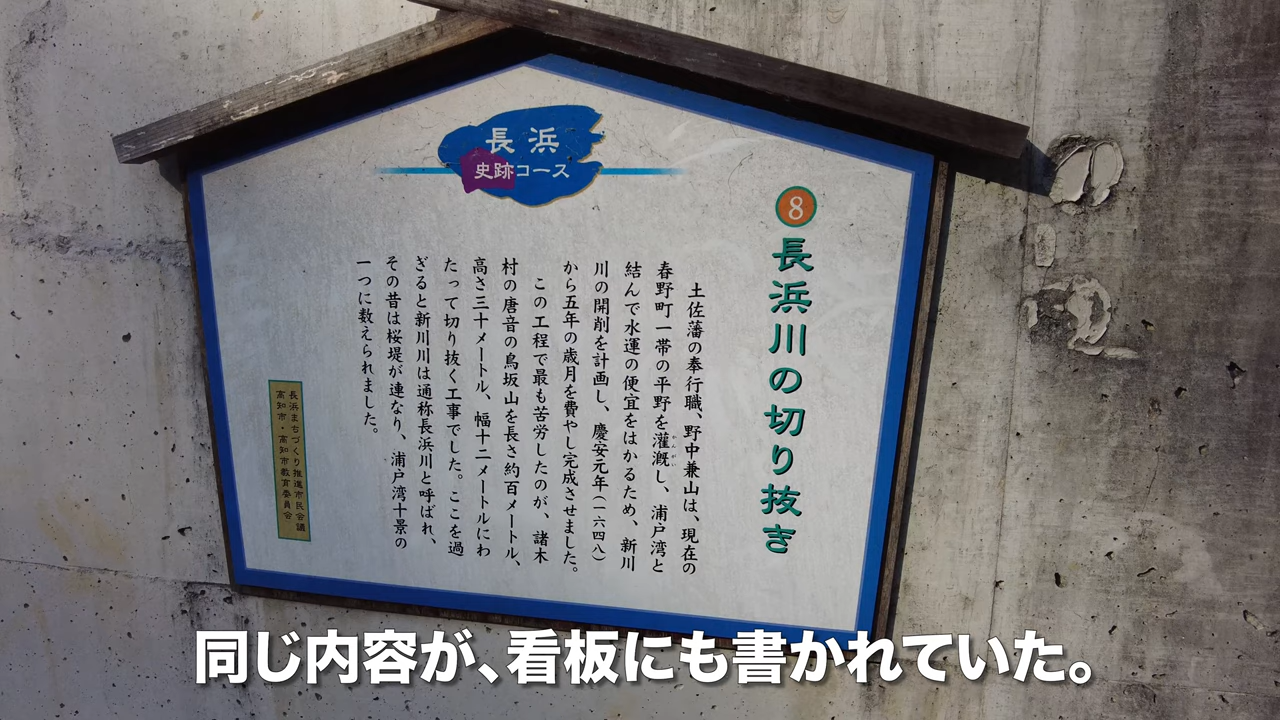 長浜
史跡コース
8 長浜川の切り抜き
土佐藩の奉行職、野中兼山は、現在の
春野町一帯の平野を灌漑し、浦戸湾と
かんがい
結んで水運の便宜をはかるため、新川
川の開削を計画し、慶安元年(一六四八)
から五年の歳月を費やし完成させました。
この工程で最も苦労したのが、諸木
村の唐音の鳥坂山を長さ約百メートル、
高さ三十メートル、幅十二メートルにわ
たって切り抜く工事でした。ここを過
ぎると新川川は通称長浜川と呼ばれ、
その昔は桜堤が連なり、浦戸湾十景の
一つに数えられました。
長浜まちづくり推進市民会議
高知市・高知市教育委員会
同じ内容が、看板にも書かれていた。